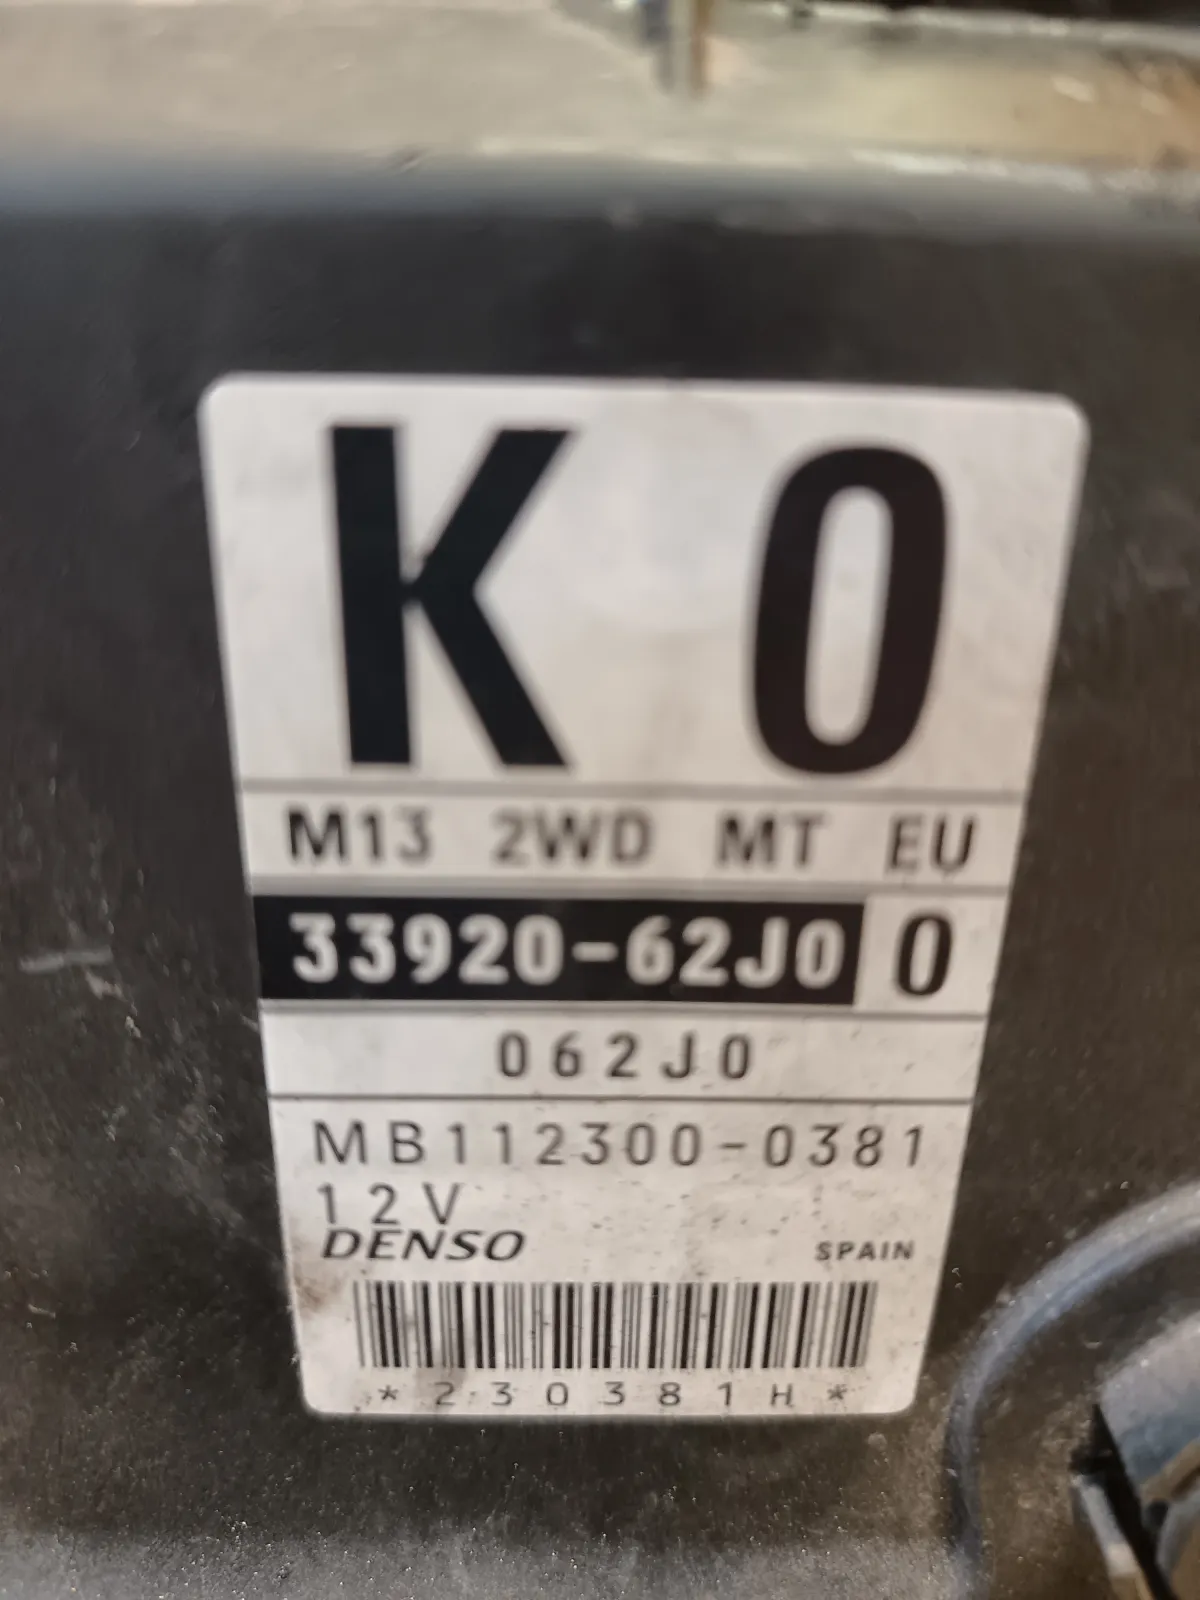 K 0
M13 2WD MT EU
33920-62J0 0
062J0
MB112300-0381
12V
DENSO SPAIN
*230381H*